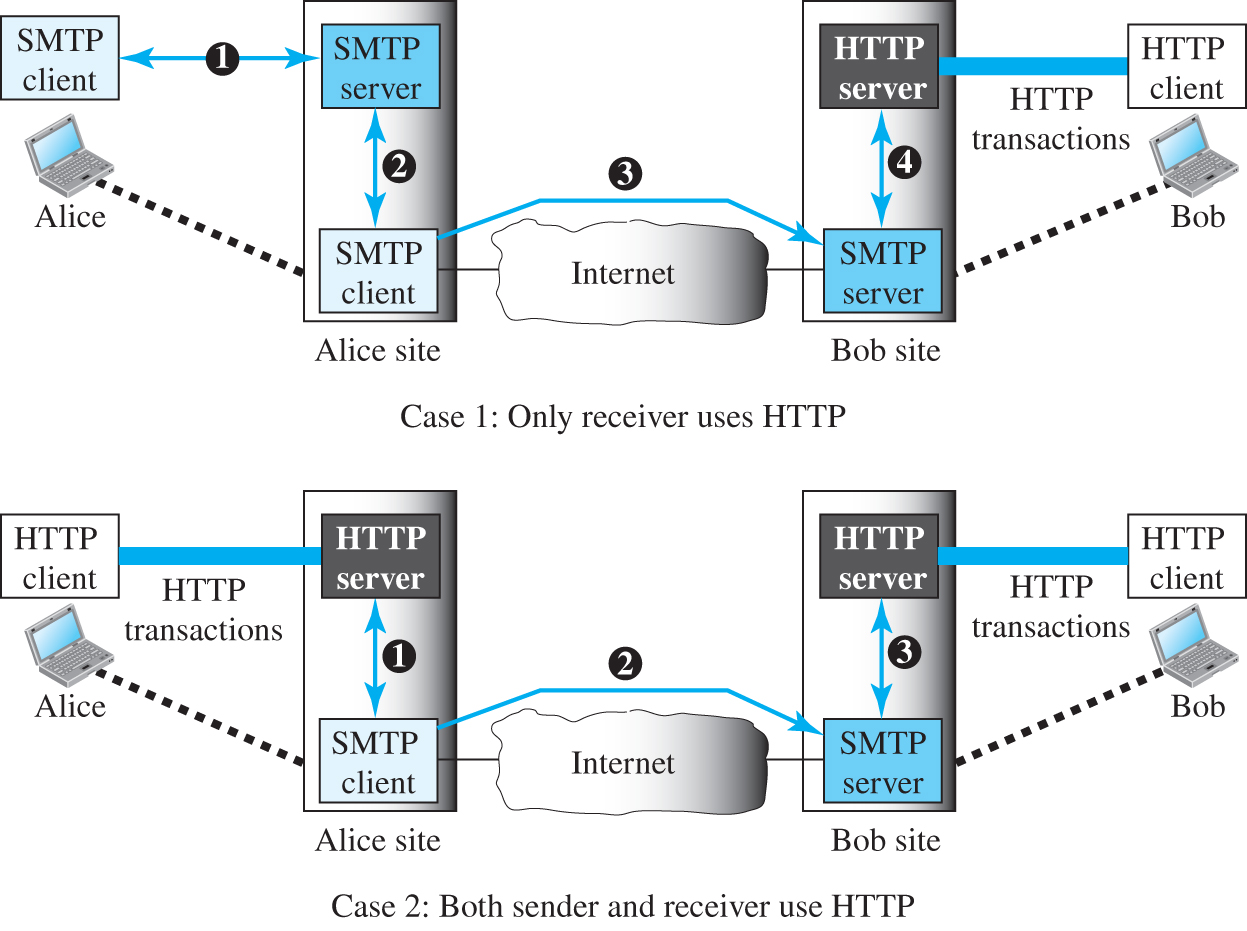 SMTP
client
1
SMTP
server
HTTP
server
HTTP
client
HTTP
transactions
2
3
4
Alice
Bob
SMTP
client
Internet
SMTP
server
Alice site
Bob site
Case 1: Only receiver uses HTTP
HTTP
client
HTTP
transactions
HTTP
server
HTTP
server
HTTP
client
HTTP
transactions
1
2
3
Alice
Bob
SMTP
client
Internet
SMTP
server
Alice site
Bob site
Case 2: Both sender and receiver use HTTP